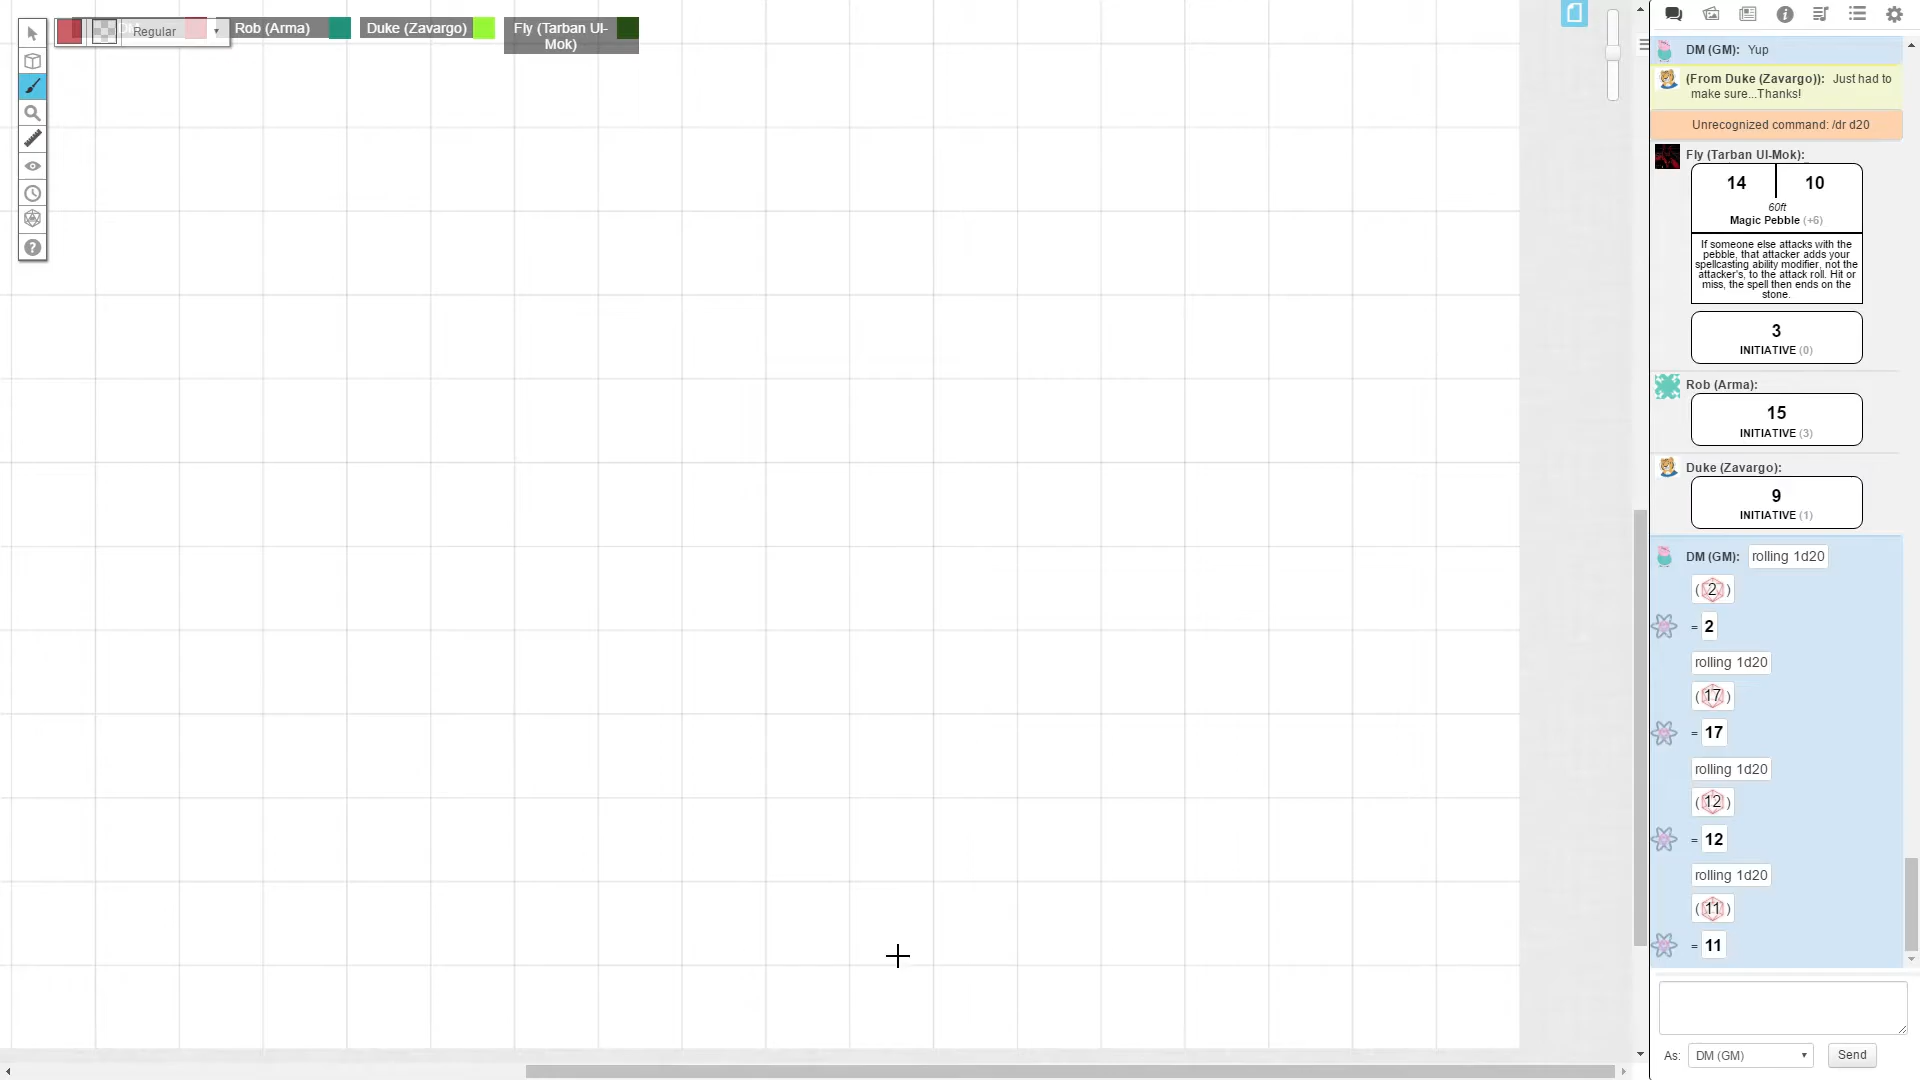 Regular
Rob (Arma)
Duke (Zavargo)
Fly (Tarban Ul-
Mok)
DM (GM): Yup
(From Duke (Zavargo)): Just had to
make sure...Thanks!
Unrecognized command: /dr d20
Fly (Tarban Ul-Mok):
14 10
60ft
Magic Pebble (+6)
If someone else attacks with the
pebble, that attacker adds your
spellcasting ability modifier, not the
attacker's, to the attack roll. Hit or
miss, the spell then ends on the
stone.
3
INITIATIVE (0)
Rob (Arma):
15
INITIATIVE (3)
Duke (Zavargo):
9
INITIATIVE (1)
DM (GM): rolling 1d20
(2)
= 2
rolling 1d20
(17)
= 17
rolling 1d20
(12)
= 12
rolling 1d20
(11)
= 11
As: DM (GM) Send